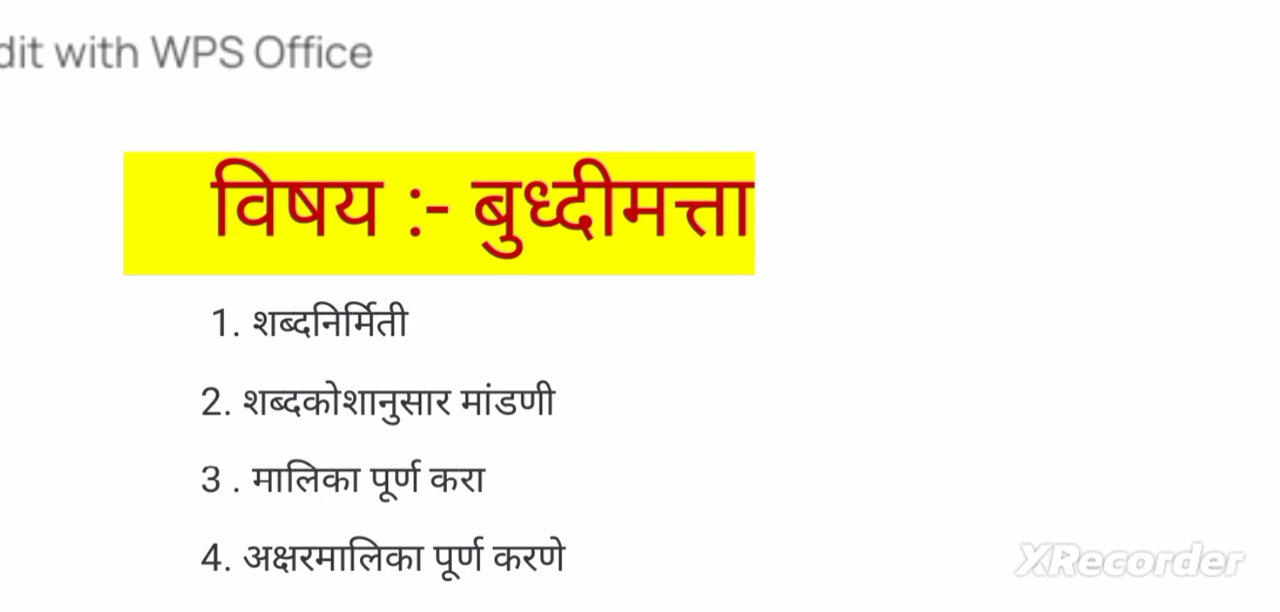 dit with WPS Office
विषय :- बुध्दीमत्ता
1. शब्दनिर्मिती
2. शब्दकोशानुसार मांडणी
3 . मालिका पूर्ण करा
4. अक्षरमालिका पूर्ण करणे
XRecorder